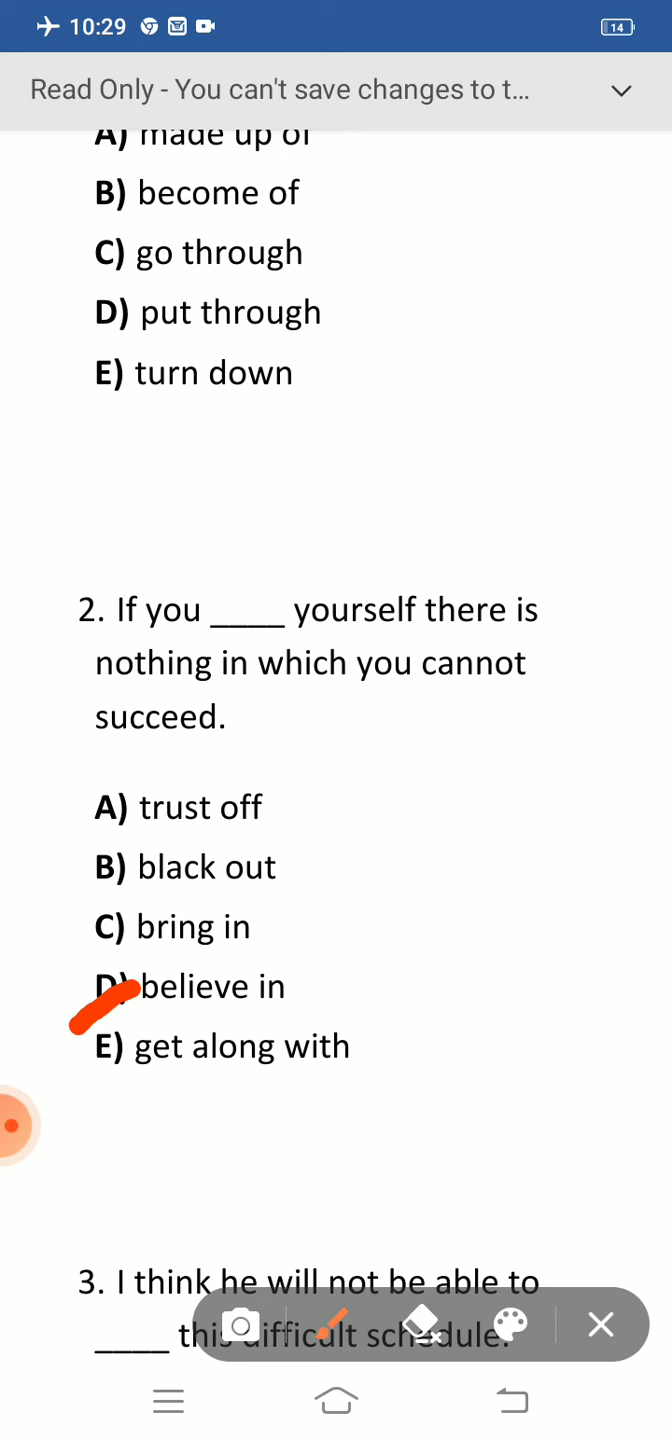 10:29
14
Read Only - You can't save changes to t...
A) made up of
B) become of
C) go through
D) put through
E) turn down
2. If you ____ yourself there is
nothing in which you cannot
succeed.
A) trust off
B) black out
C) bring in
D) believe in
E) get along with
3. I think he will not be able to
____ this difficult schedule.